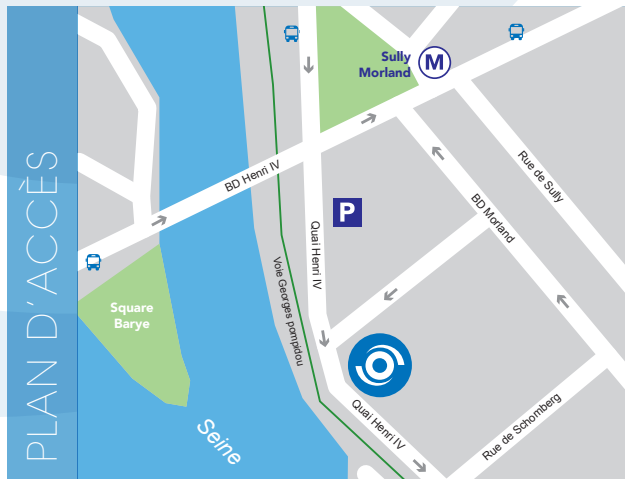 PLAN D'ACCÈS
Sully
Morland
M
BD Henri IV
Rue de Sully
BD Morland
P
Quai Henri IV
Voie Georges pompidou
Square
Barye
Seine
Quai Henri IV
Rue de Schomberg